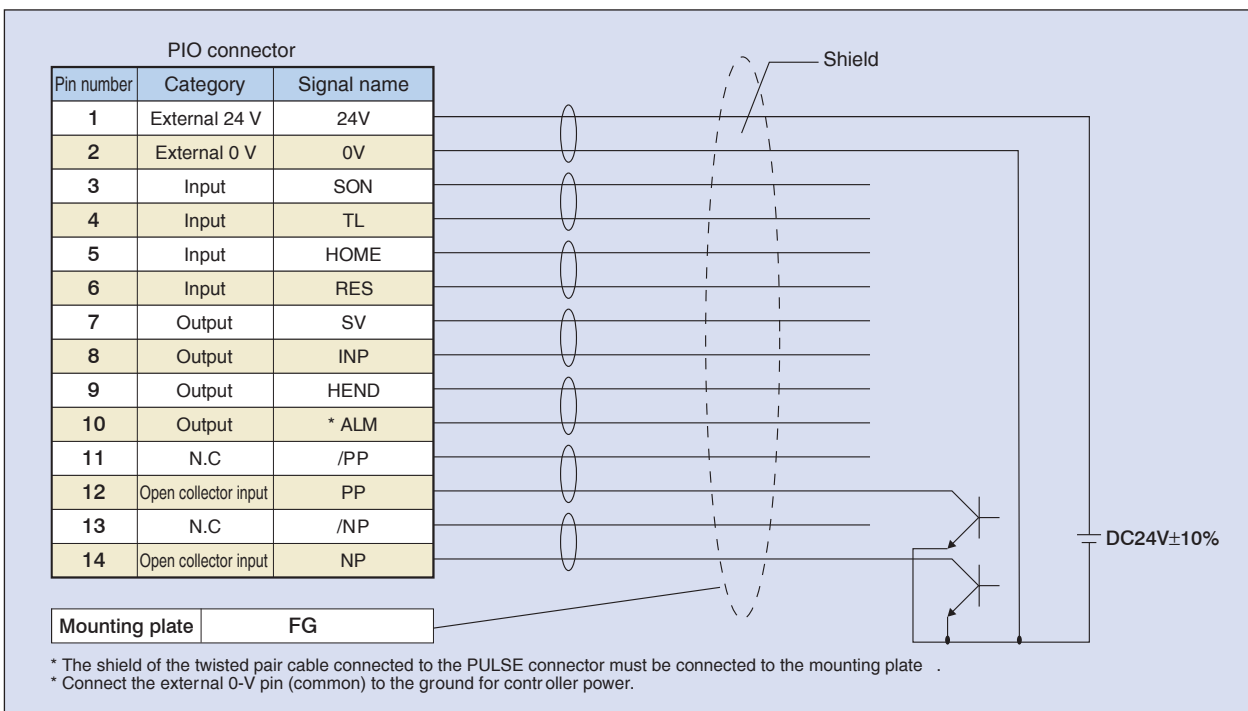 PIO connector
Shield
Pin number Category Signal name
1 External 24 V 24V
2 External 0 V 0V
3 Input SON
4 Input TL
5 Input HOME
6 Input RES
7 Output SV
8 Output INP
9 Output HEND
10 Output * ALM
11 N.C /PP
12 Open collector input PP
13 N.C /NP
14 Open collector input NP
DC24V±10%
Mounting plate FG
* The shield of the twisted pair cable connected to the PULSE connector must be connected to the mounting plate .
* Connect the external 0-V pin (common) to the ground for contr oller power.